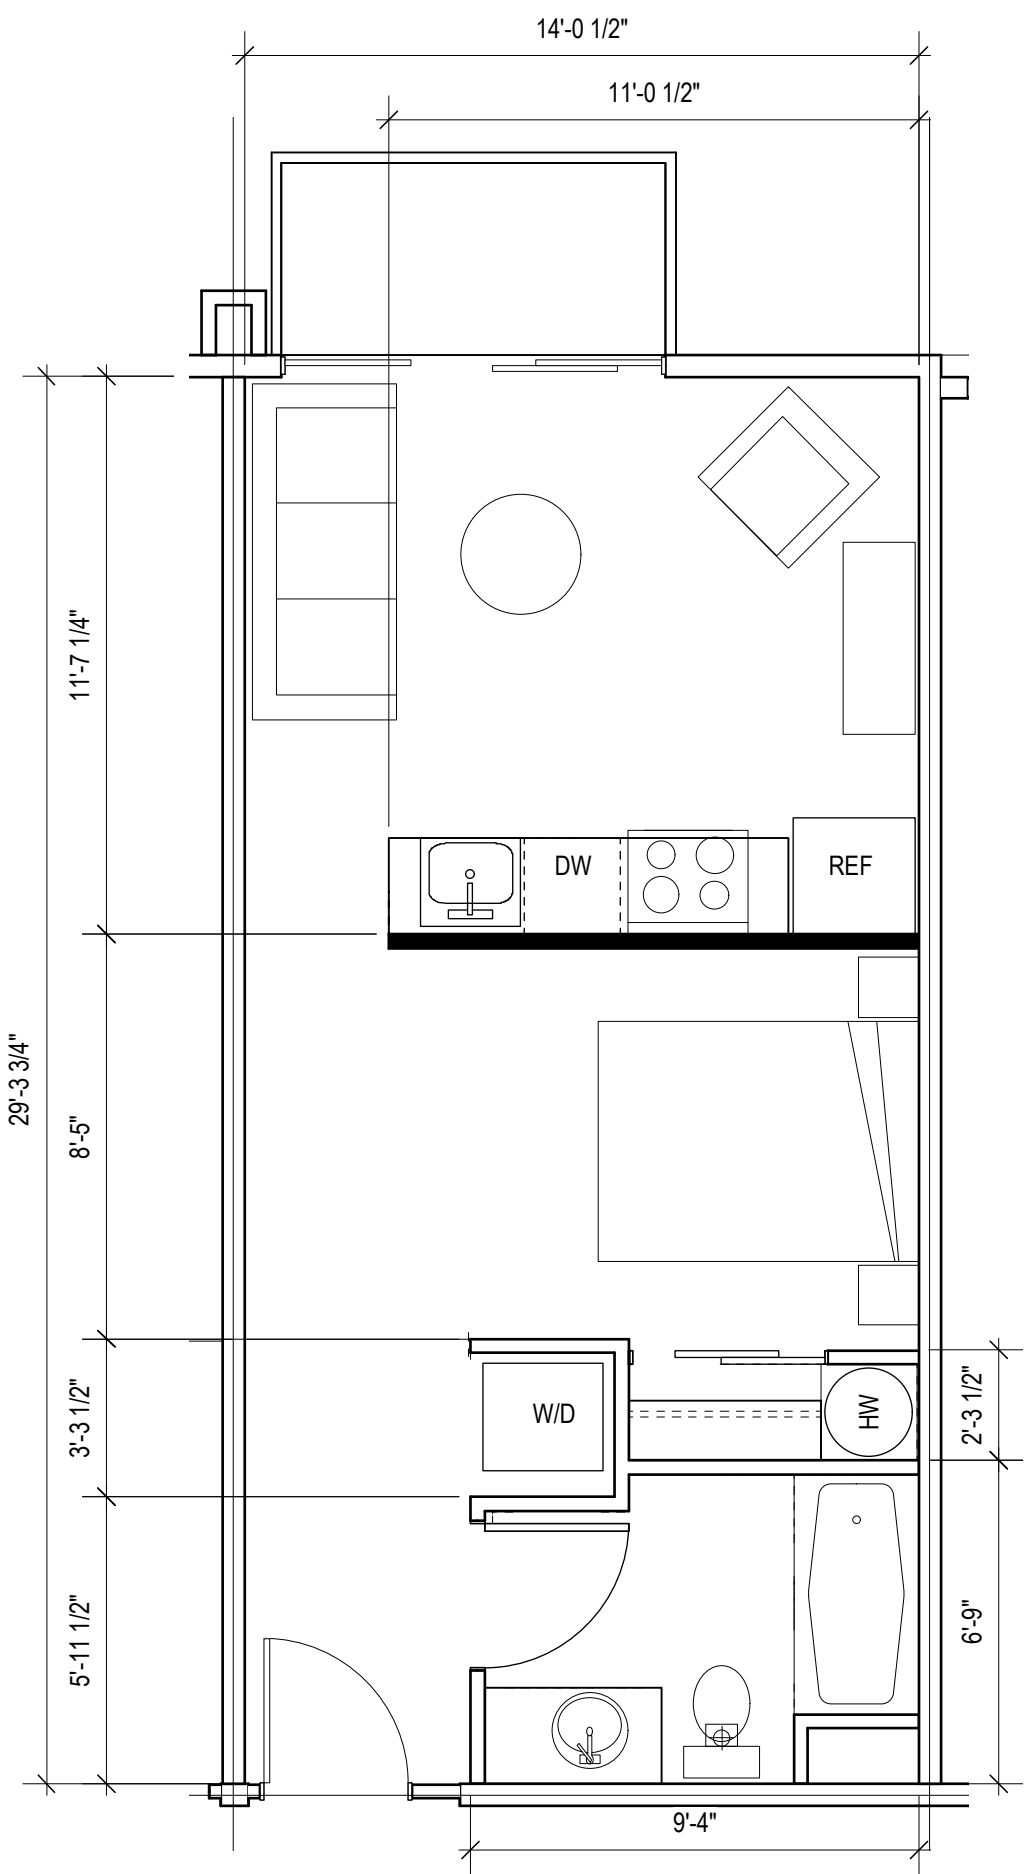 14'-0 1/2"
11'-0 1/2"
11'-7 1/4"
DW
REF
29'-3 3/4"
8'-5"
3'-3 1/2"
W/D
HW
2'-3 1/2"
5'-11 1/2"
6'-9"
9'-4"